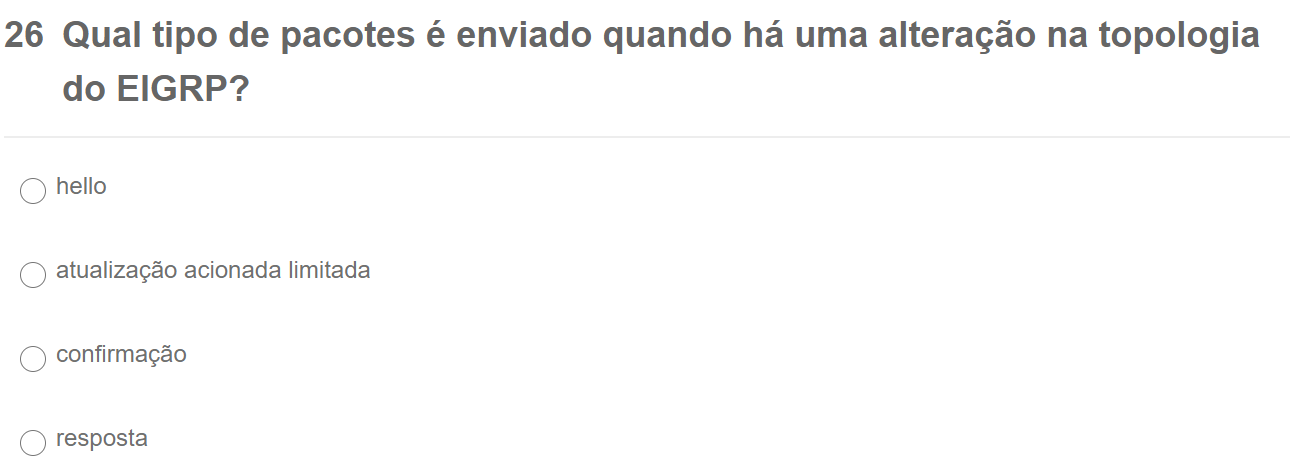 26 Qual tipo de pacotes é enviado quando há uma alteração na topologia
do EIGRP?
hello
atualização acionada limitada
confirmação
resposta